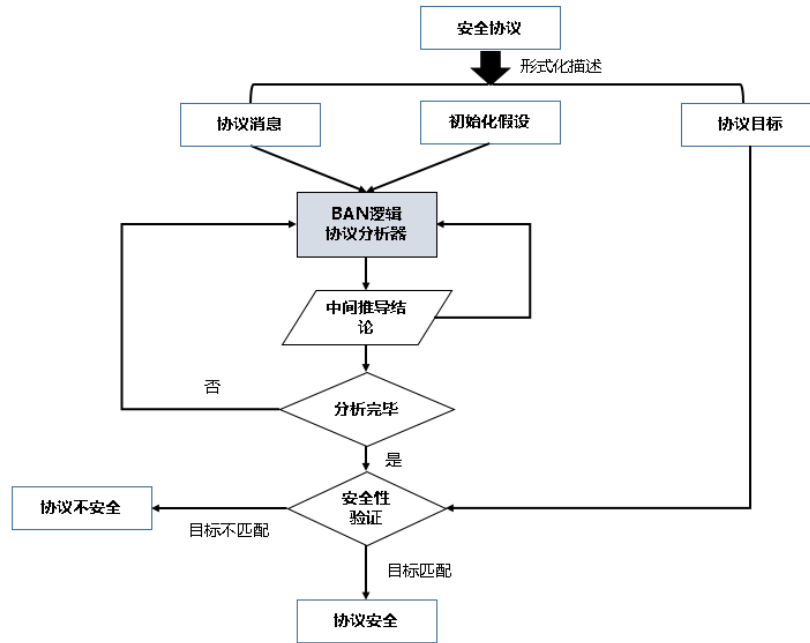 安全协议
形式化描述
协议消息
初始化假设
协议目标
BAN逻辑
协议分析器
中间推导结
论
否
分析完毕
是
协议不安全
安全性
验证
目标不匹配
目标匹配
协议安全